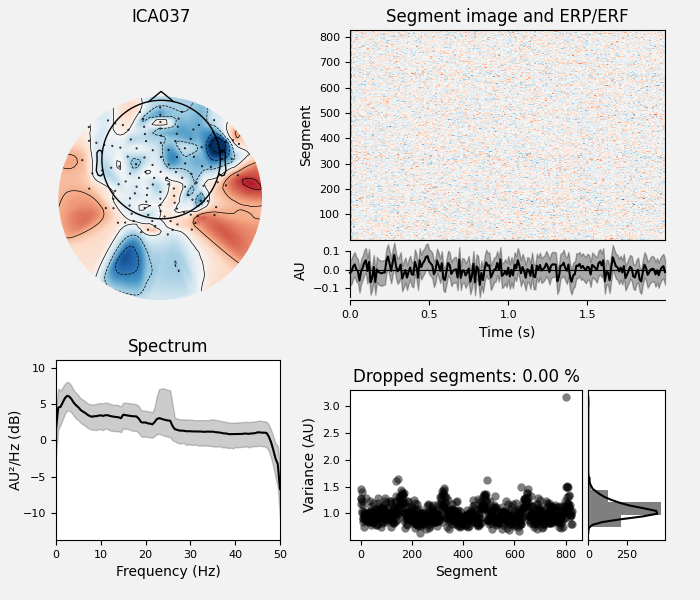 ICA037
Segment image and ERP/ERF
Segment
800
700
600
500
400
300
200
100
AU
0.1
0.0
−0.1
0.0 0.5 1.0 1.5
Time (s)
Spectrum
AU²/Hz (dB)
10
5
0
−5
−10
0 10 20 30 40 50
Frequency (Hz)
Dropped segments: 0.00 %
Variance (AU)
3.0
2.5
2.0
1.5
1.0
0 200 400 600 800
Segment
0 250